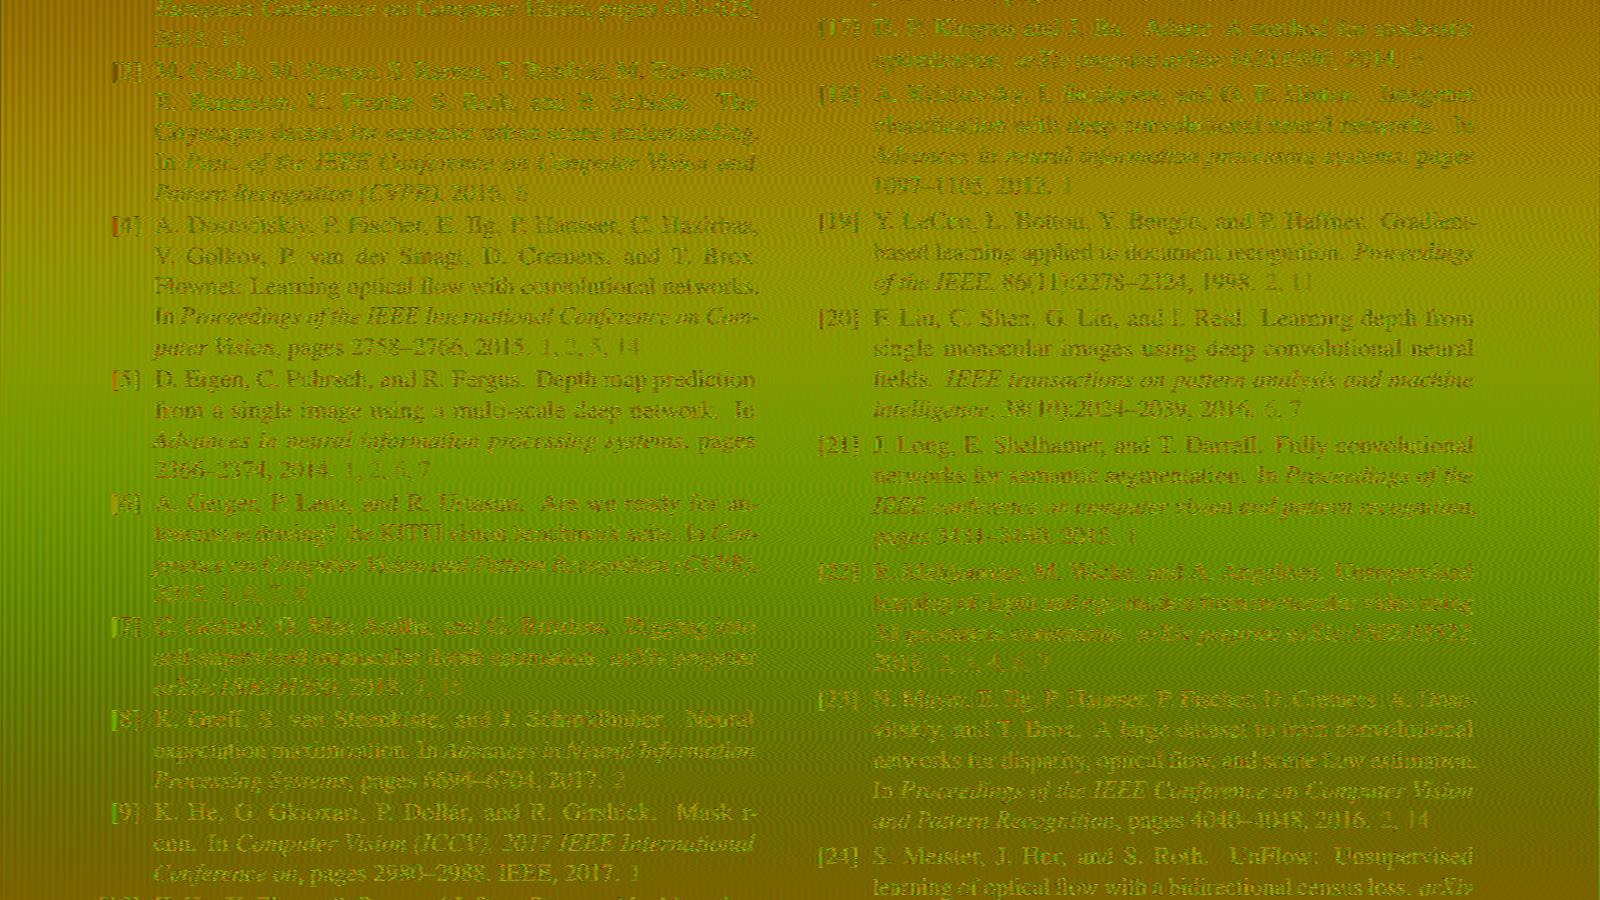 European Conference on Computer Vision, pages 611–625,
2012. 16
[3] M. Cordts, M. Omran, S. Ramos, T. Rehfeld, M. Enzweiler,
R. Benenson, U. Franke, S. Roth, and B. Schiele. The
Cityscapes dataset for semantic urban scene understanding.
In Proc. of the IEEE Conference on Computer Vision and
Pattern Recognition (CVPR), 2016. 6
[4] A. Dosovitskiy, P. Fischer, E. Ilg, P. Hausser, C. Hazirbas,
V. Golkov, P. van der Smagt, D. Cremers, and T. Brox.
Flownet: Learning optical flow with convolutional networks.
In Proceedings of the IEEE International Conference on Com-
puter Vision, pages 2758–2766, 2015. 1, 2, 5, 14
[5] D. Eigen, C. Puhrsch, and R. Fergus. Depth map prediction
from a single image using a multi-scale deep network. In
Advances in neural information processing systems, pages
2366–2374, 2014. 1, 2, 6, 7
[6] A. Geiger, P. Lenz, and R. Urtasun. Are we ready for au-
tonomous driving? the KITTI vision benchmark suite. In Con-
ference on Computer Vision and Pattern Recognition (CVPR),
2012.
[7] C. Godard, O. Mac Aodha, and G. Brostow. Digging into
self-supervised monocular depth estimation. arXiv preprint
arXiv:1806.01260, 2018. 7, 16
[8] K. Greff, S. van Steenkiste, and J. Schmidhuber. Neural
expectation maximization. In Advances in Neural Information
Processing Systems, pages 6694–6704, 2017. 2
[9] K. He, G. Gkioxari, P. Dollár, and R. Girshick. Mask r-
cnn. In Computer Vision (ICCV), 2017 IEEE International
Conference on, pages 2980–2988. IEEE, 2017. 1
[17] D. P. Kingma and J. Ba. Adam: A method for stochastic
optimization. arXiv preprint arXiv:1412.6980, 2014. 6
[18] A. Krizhevsky, I. Sutskever, and G. E. Hinton. Imagenet
classification with deep convolutional neural networks. In
Advances in neural information processing systems, pages
1097–1105, 2012. 1
[19] Y. LeCun, L. Bottou, Y. Bengio, and P. Haffner. Gradient-
based learning applied to document recognition. Proceedings
of the IEEE, 86(11):2278–2324, 1998. 2, 11
[20] F. Liu, C. Shen, G. Lin, and I. Reid. Learning depth from
single monocular images using deep convolutional neural
fields. IEEE transactions on pattern analysis and machine
intelligence, 38(10):2024–2039, 2016. 6, 7
[21] J. Long, E. Shelhamer, and T. Darrell. Fully convolutional
networks for semantic segmentation. In Proceedings of the
IEEE conference on computer vision and pattern recognition,
pages 3431–3440, 2015. 1
[22] R. Mahjourian, M. Wicke, and A. Angelova. Unsupervised
learning of depth and ego-motion from monocular video using
3d geometric constraints. arXiv preprint arXiv:1802.05522,
2018.
[23] N. Mayer, E. Ilg, P. Hausser, P. Fischer, D. Cremers, A. Doso-
vitskiy, and T. Brox. A large dataset to train convolutional
networks for disparity, optical flow, and scene flow estimation.
In Proceedings of the IEEE Conference on Computer Vision
and Pattern Recognition, pages 4040–4048, 2016. 2, 14
[24] S. Meister, J. Hur, and S. Roth. UnFlow: Unsupervised
learning of optical flow with a bidirectional census loss. arXiv